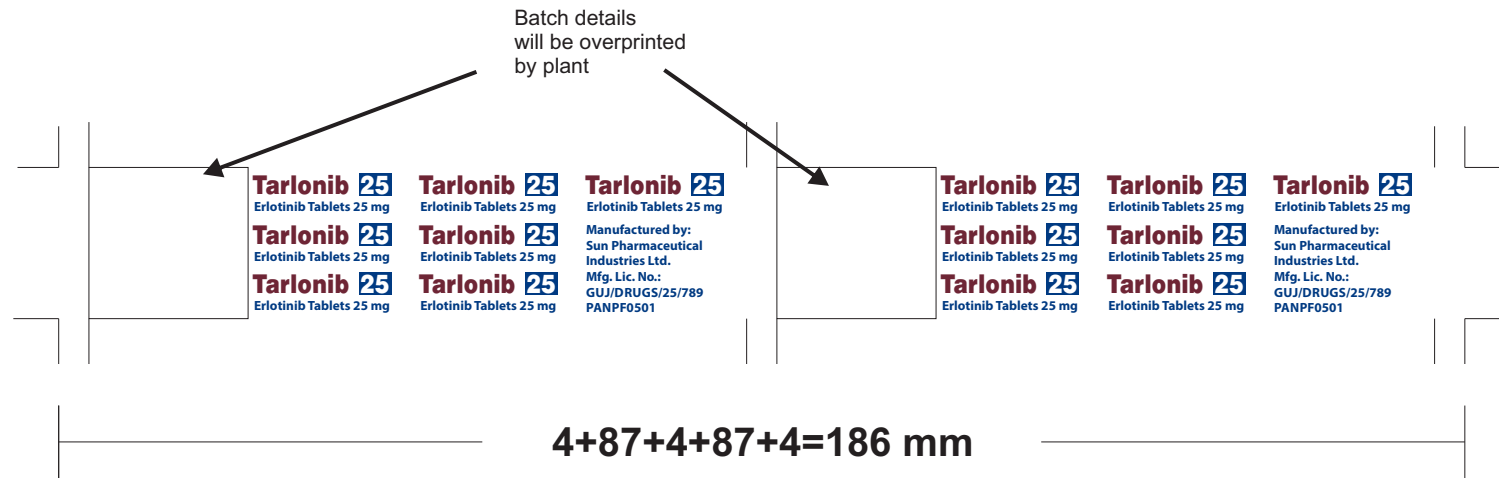 Batch details
will be overprinted
by plant
Tarlonib 25 Tarlonib 25 Tarlonib 25
Erlotinib Tablets 25 mg Erlotinib Tablets 25 mg Erlotinib Tablets 25 mg
Tarlonib 25 Tarlonib 25
Erlotinib Tablets 25 mg Erlotinib Tablets 25 mg
Tarlonib 25 Tarlonib 25
Erlotinib Tablets 25 mg Erlotinib Tablets 25 mg
Manufactured by:
Sun Pharmaceutical
Industries Ltd.
Mfg. Lic. No.:
GUJ/DRUGS/25/789
PANPF0501
Tarlonib 25 Tarlonib 25 Tarlonib 25
Erlotinib Tablets 25 mg Erlotinib Tablets 25 mg Erlotinib Tablets 25 mg
Tarlonib 25 Tarlonib 25
Erlotinib Tablets 25 mg Erlotinib Tablets 25 mg
Tarlonib 25 Tarlonib 25
Erlotinib Tablets 25 mg Erlotinib Tablets 25 mg
Manufactured by:
Sun Pharmaceutical
Industries Ltd.
Mfg. Lic. No.:
GUJ/DRUGS/25/789
PANPF0501
4+87+4+87+4=186 mm